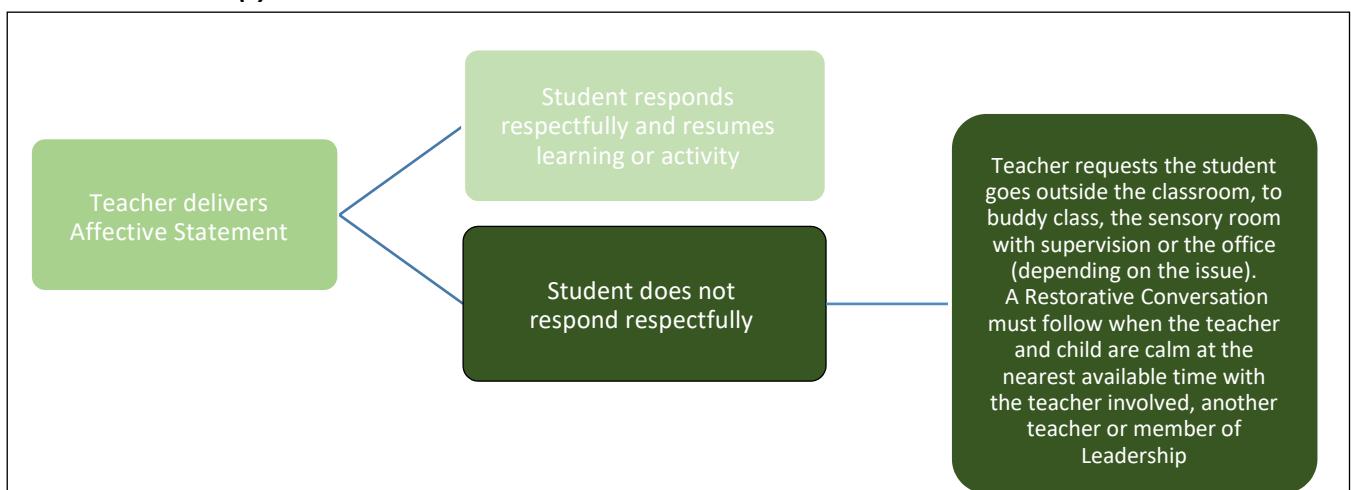 Teacher delivers
Affective Statement
Student responds
respectfully and resumes
learning or activity
Student does not
respond respectfully
Teacher requests the student
goes outside the classroom, to
buddy class, the sensory room
with supervision or the office
(depending on the issue).
A Restorative Conversation
must follow when the teacher
and child are calm at the
nearest available time with
the teacher involved, another
teacher or member of
Leadership